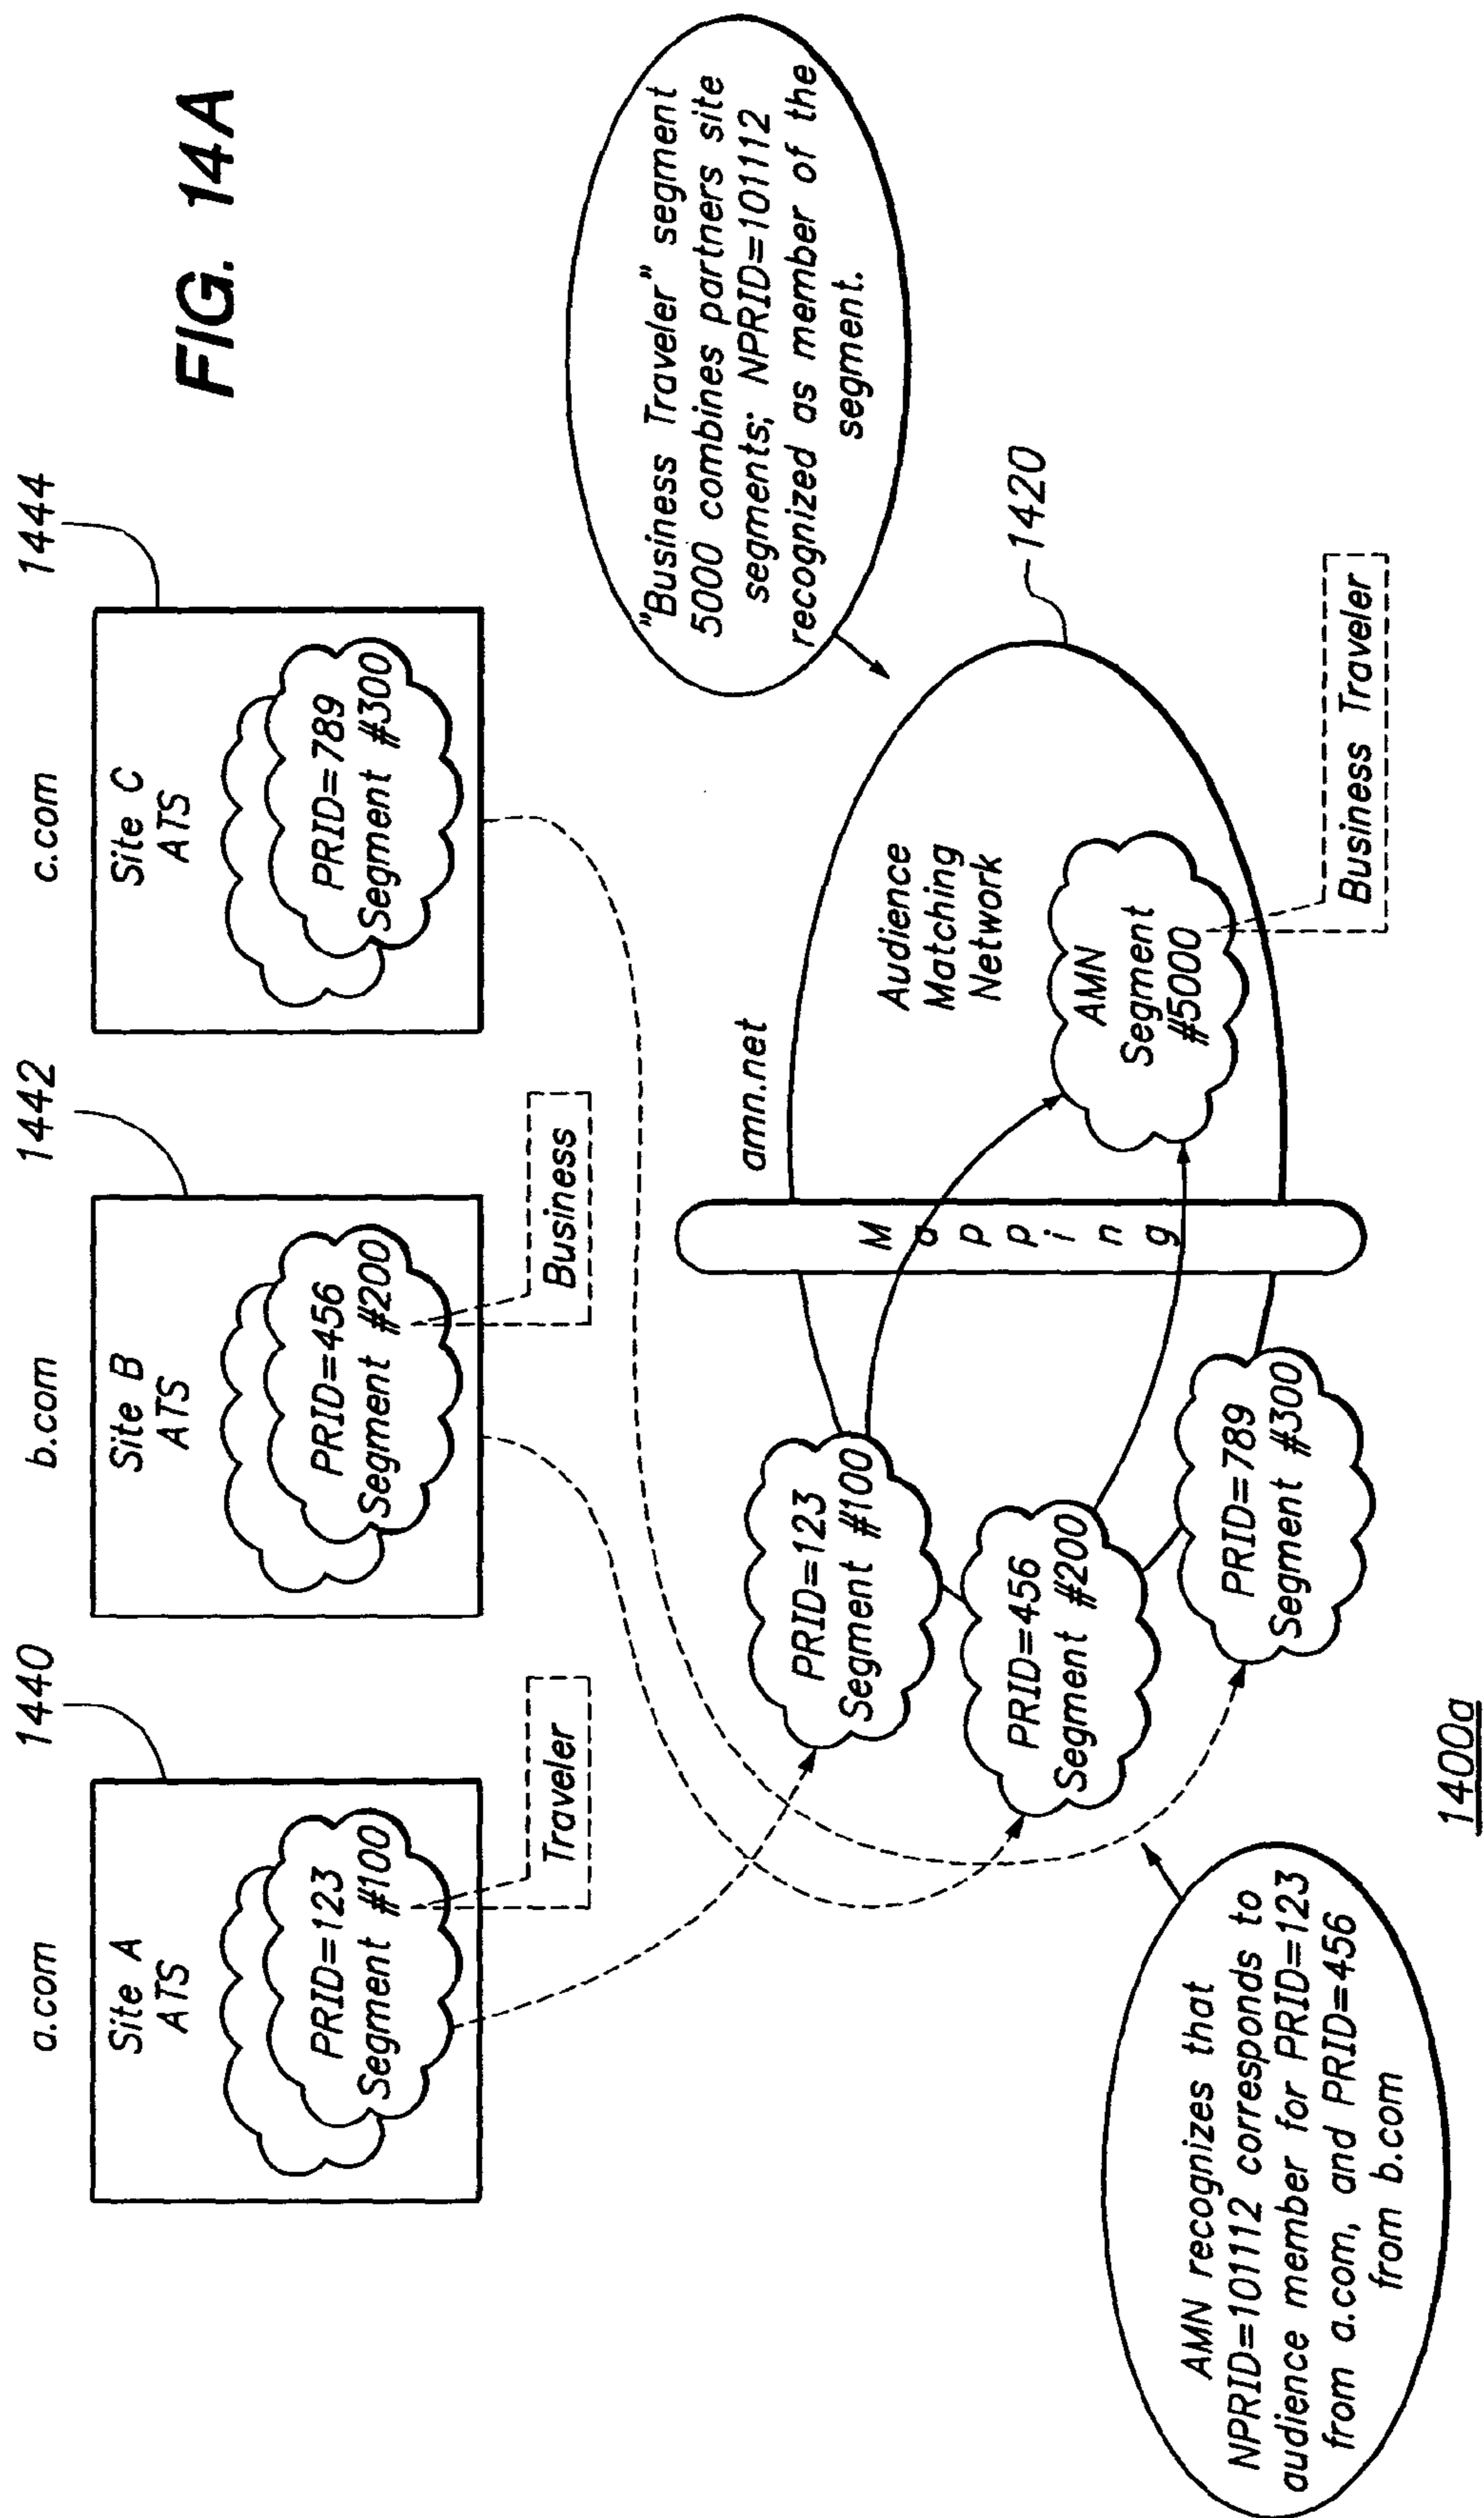 FIG. 14A
1440
1442
1444
a.com
b.com
c.com
Site A
ATS
PRID=123
Segment #100
Traveler
Site B
ATS
PRID=456
Segment #200
Business
Site C
ATS
PRID=789
Segment #300
"Business Traveler" segment
5000 combines partners site
segments; NPRID=101112
recognized as member of the
segment.
amn.net
1420
Audience
Matching
Network
AMN
Segment
#5000
Business Traveler
Mapping
PRID=123
Segment #100
PRID=456
Segment #200
PRID=789
Segment #300
AMN recognizes that
NPRID=101112 corresponds to
audience member for PRID=123
from a.com, and PRID=456
from b.com
1400a